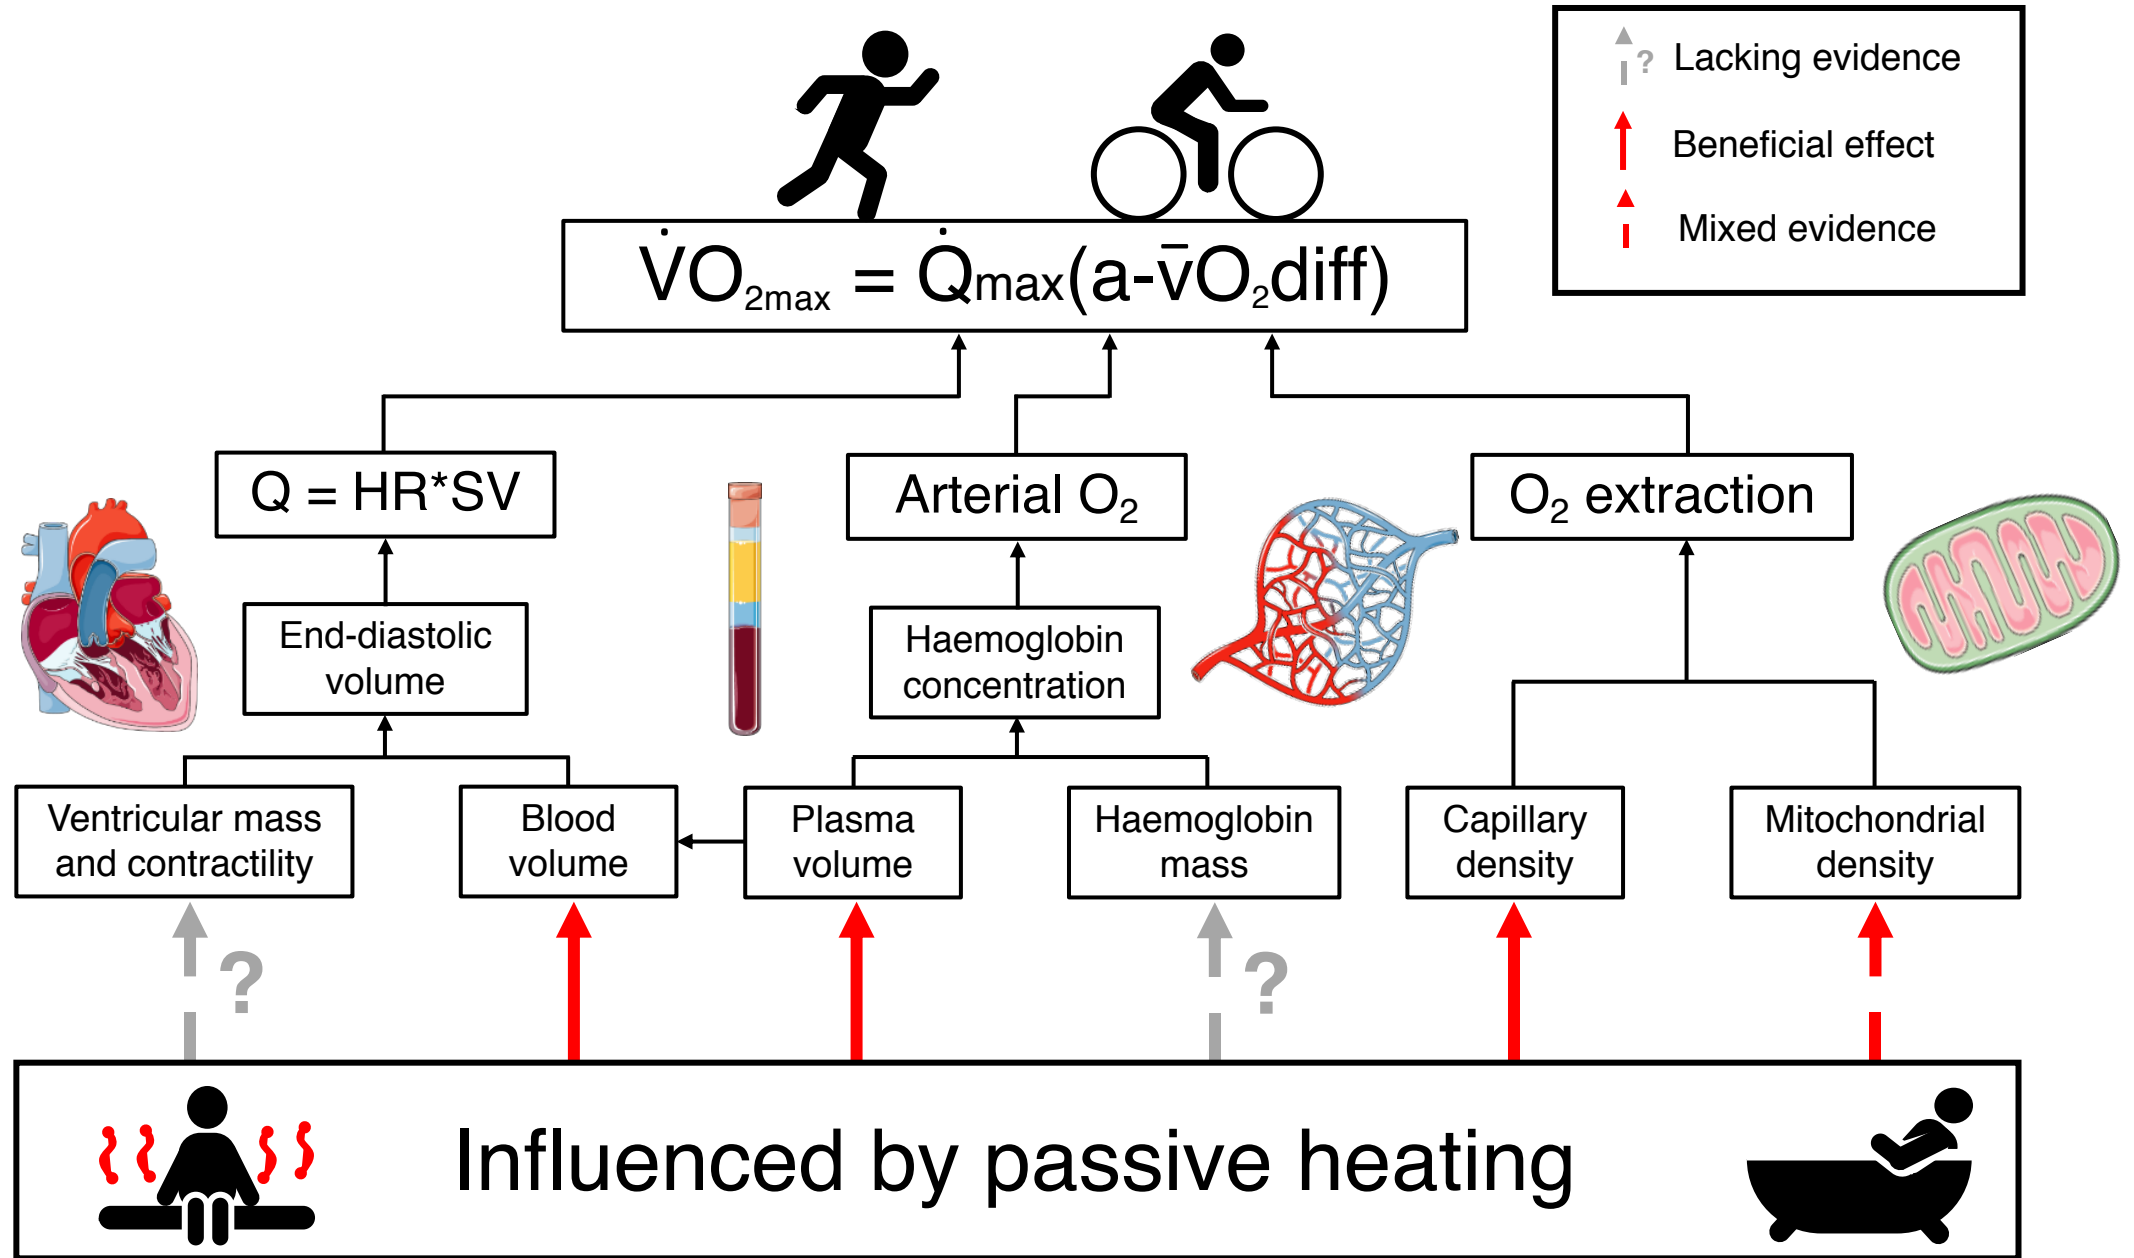 ? Lacking evidence
Beneficial effect
Mixed evidence
V̇O₂max = Q̇max(a-v̄O₂diff)
Q = HR*SV
Arterial O₂
O₂ extraction
End-diastolic
volume
Haemoglobin
concentration
Ventricular mass
and contractility
Blood
volume
Plasma
volume
Haemoglobin
mass
Capillary
density
Mitochondrial
density
?
?
Influenced by passive heating